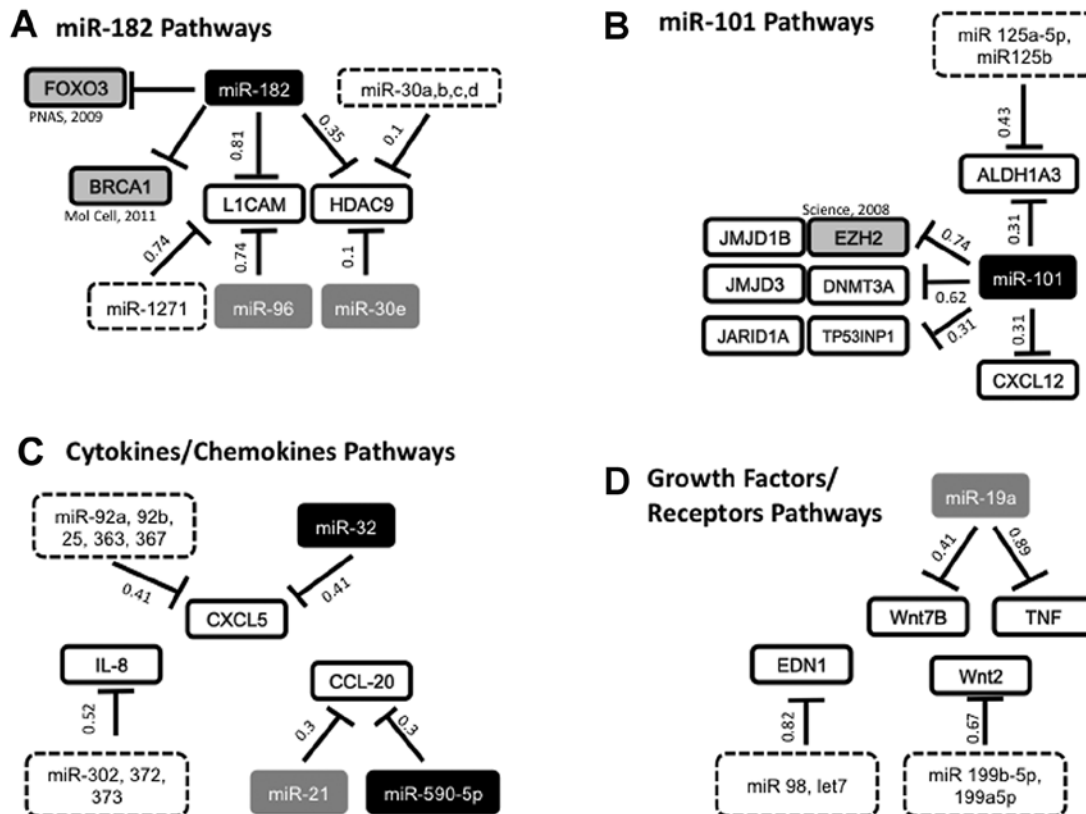 A miR-182 Pathways
FOXO3
PNAS, 2009
miR-182
miR-30a,b,c,d
0.81
0.35
0.1
BRCA1
Mol Cell, 2011
L1CAM
HDAC9
0.74
0.74
0.1
miR-1271
miR-96
miR-30e
B miR-101 Pathways
miR 125a-5p,
miR125b
0.43
ALDH1A3
Science, 2008
JMJD1B
EZH2
0.74
0.31
JMJD3
DNMT3A
0.62
miR-101
JARID1A
TP53INP1
0.31
0.31
CXCL12
C Cytokines/Chemokines Pathways
miR-92a, 92b,
25, 363, 367
miR-32
0.41
0.41
CXCL5
IL-8
CCL-20
0.52
0.3
0.3
miR-302, 372,
373
miR-21
miR-590-5p
D Growth Factors/
Receptors Pathways
miR-19a
0.41
0.89
Wnt7B
TNF
EDN1
Wnt2
0.82
0.67
miR 98, let7
miR 199b-5p,
199a5p